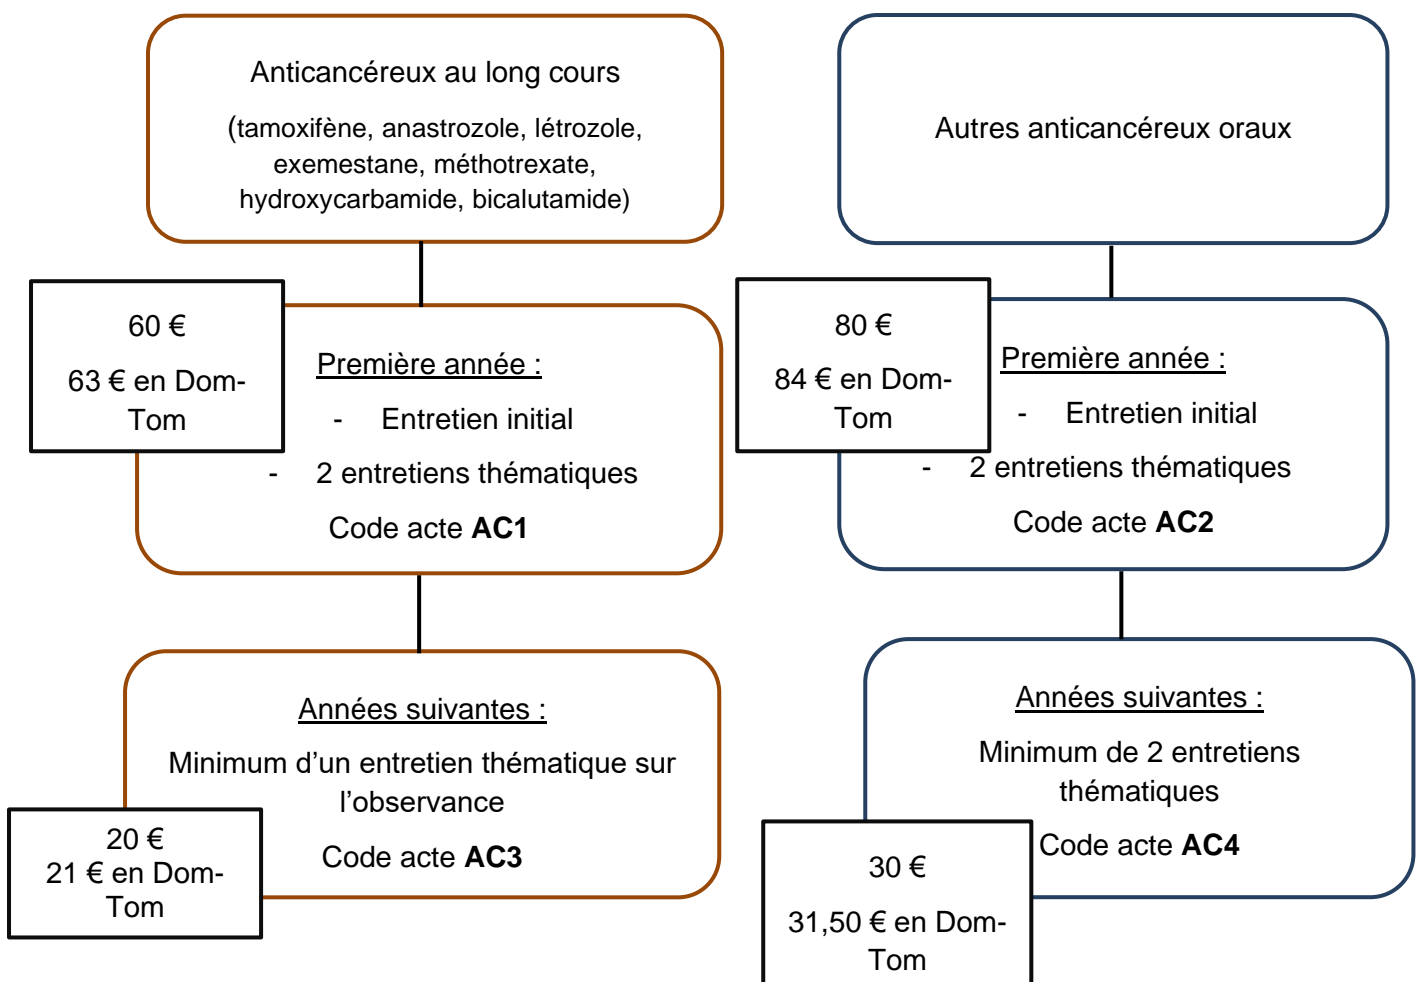 Anticancéreux au long cours
(tamoxifène, anastrozole, létrozole,
exemestane, méthotrexate,
hydroxycarbamide, bicalutamide)
Autres anticancéreux oraux
60 €
63 € en Dom-
Tom
Première année :
- Entretien initial
- 2 entretiens thématiques
Code acte AC1
80 €
84 € en Dom-
Tom
Première année :
- Entretien initial
- 2 entretiens thématiques
Code acte AC2
Années suivantes :
Minimum d’un entretien thématique sur
l’observance
Code acte AC3
20 €
21 € en Dom-
Tom
Années suivantes :
Minimum de 2 entretiens
thématiques
Code acte AC4
30 €
31,50 € en Dom-
Tom